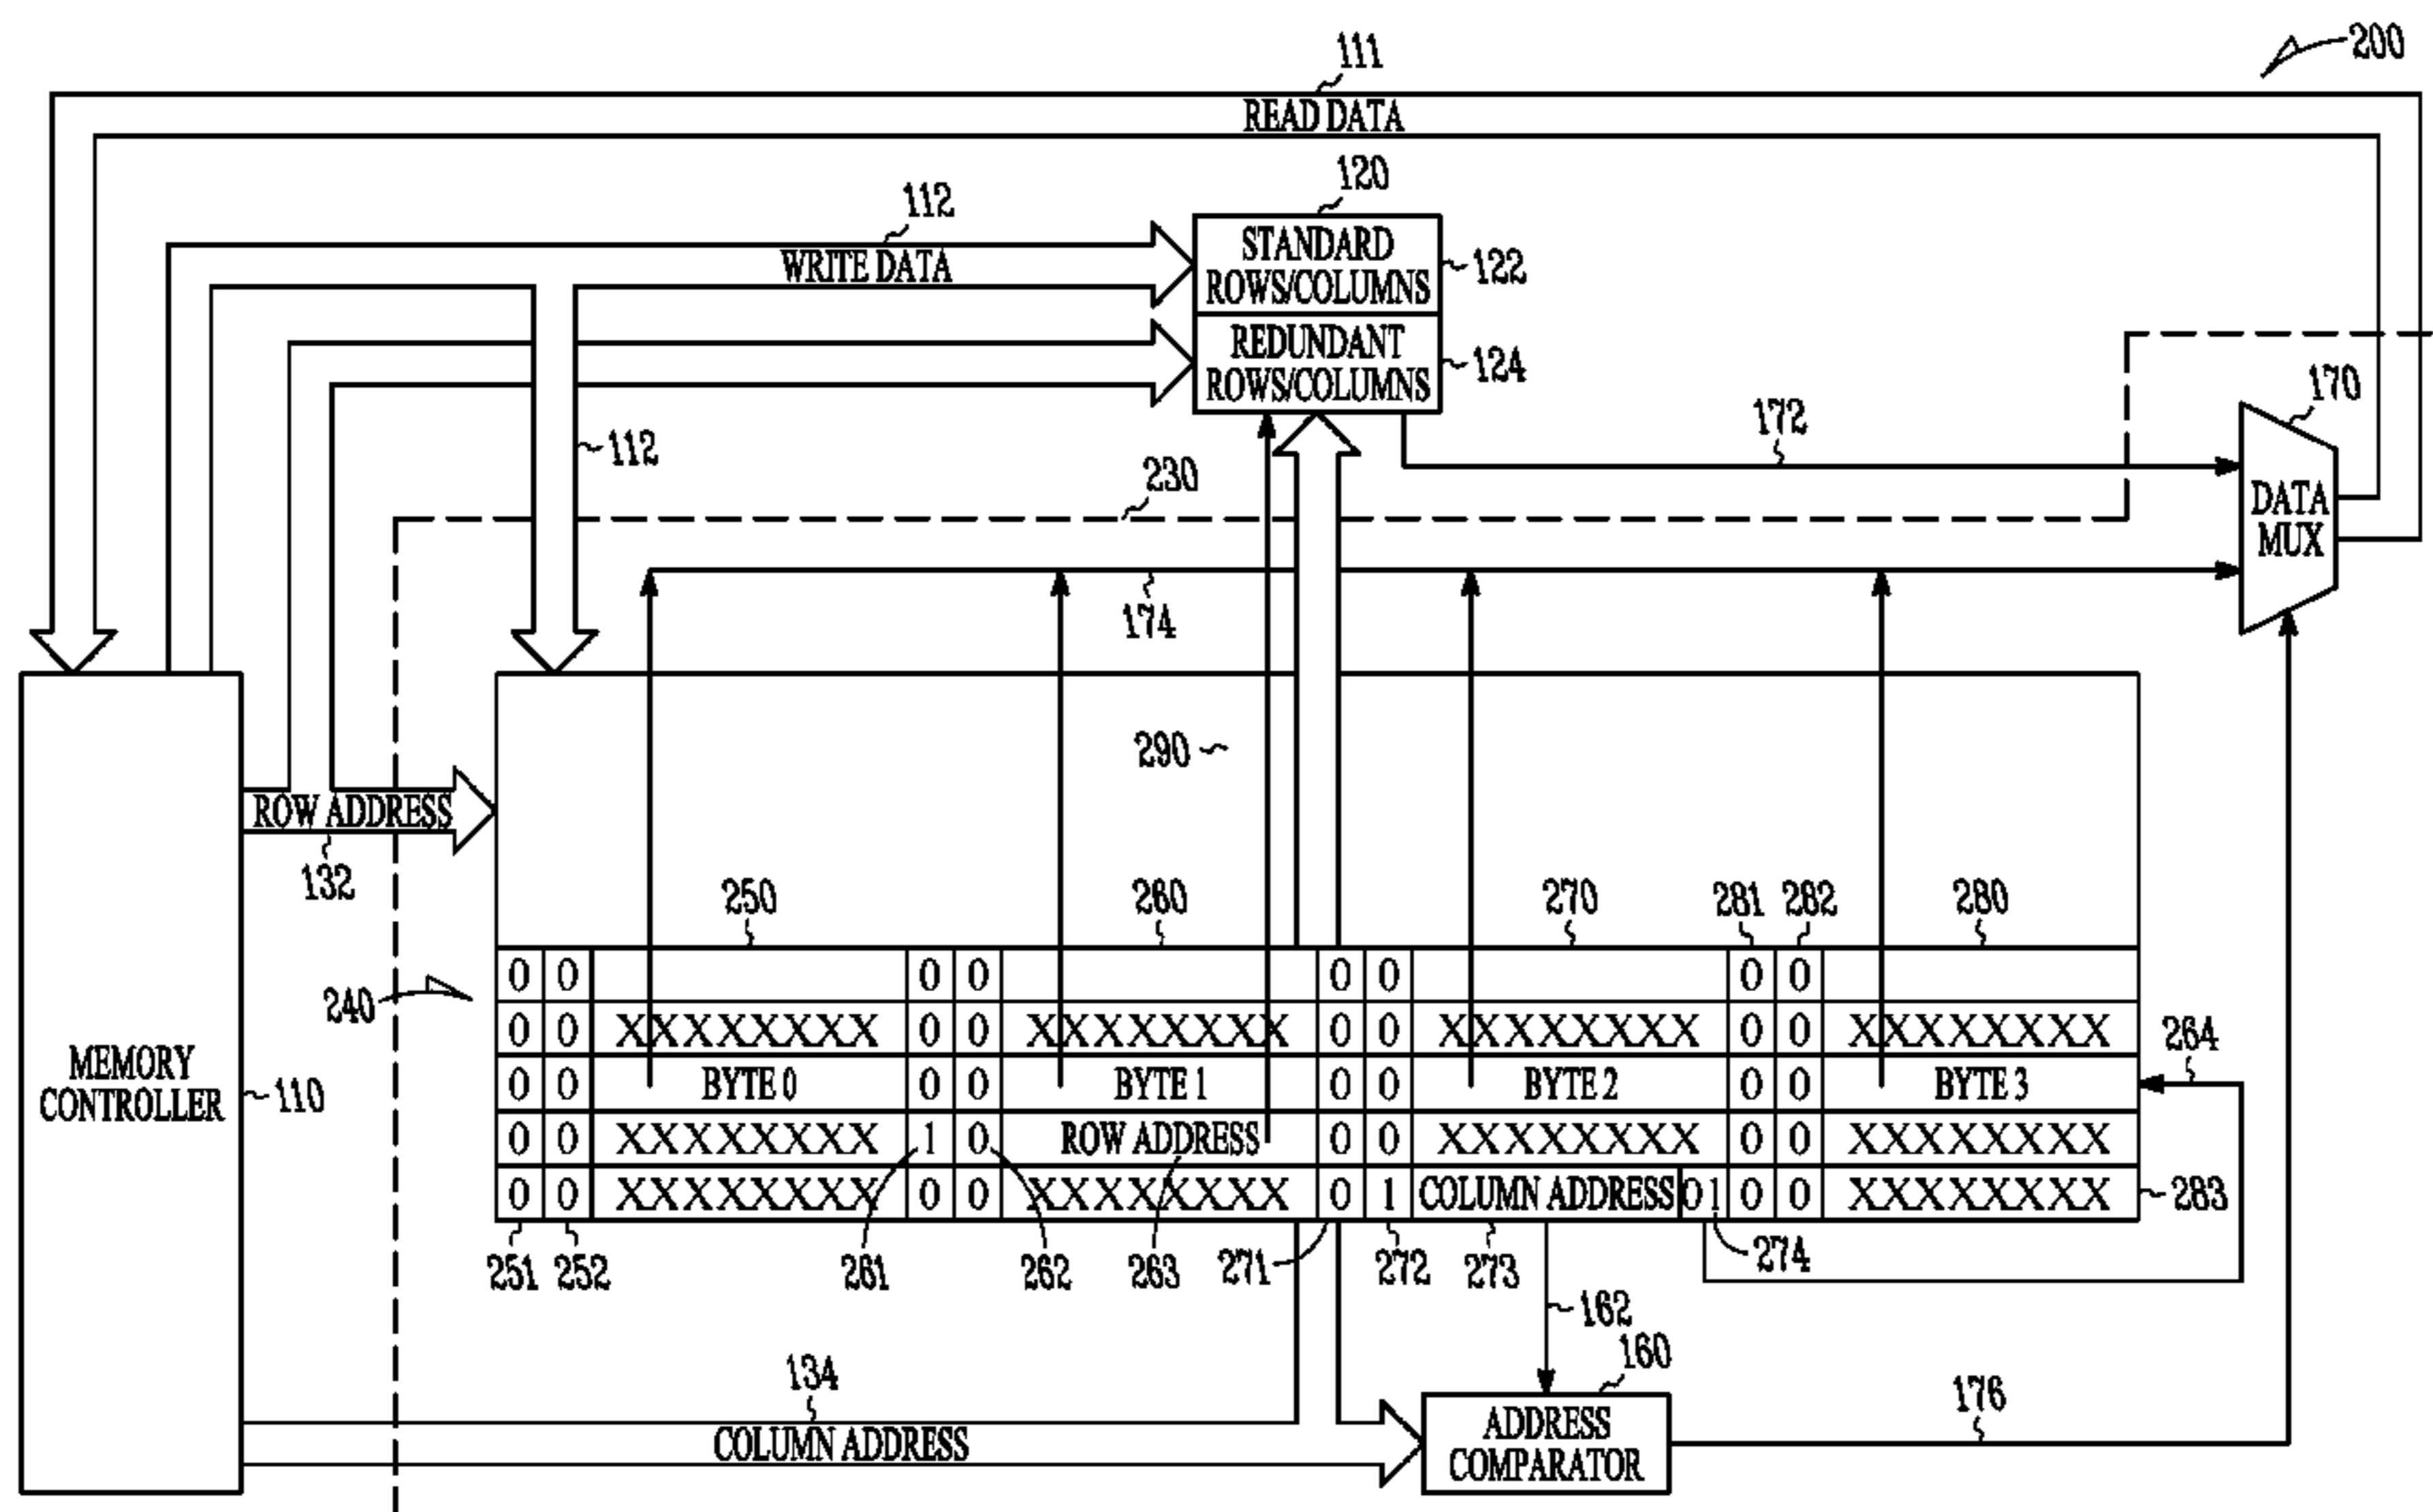 200
111
READ DATA
120
112
WRITE DATA
STANDARD
ROWS/COLUMNS
122
REDUNDANT
ROWS/COLUMNS
124
170
172
112
230
DATA
MUX
174
290
ROW ADDRESS
132
250 260 270 281 282 280
0 0 0 0 0 0 0 0
240
0 0 XXXXXXXX 0 0 XXXXXXXX 0 0 XXXXXXXX 0 0 XXXXXXXX
264
0 0 BYTE 0 0 0 BYTE 1 0 0 BYTE 2 0 0 BYTE 3
MEMORY
CONTROLLER
110
0 0 XXXXXXXX 1 0 ROW ADDRESS 0 0 XXXXXXXX 0 0 XXXXXXXX
0 0 XXXXXXXX 0 0 XXXXXXXX 0 1 COLUMN ADDRESS 01 0 0 XXXXXXXX
283
251 252 261 262 263 271 272 273 274
162
160
134
COLUMN ADDRESS
ADDRESS
COMPARATOR
176